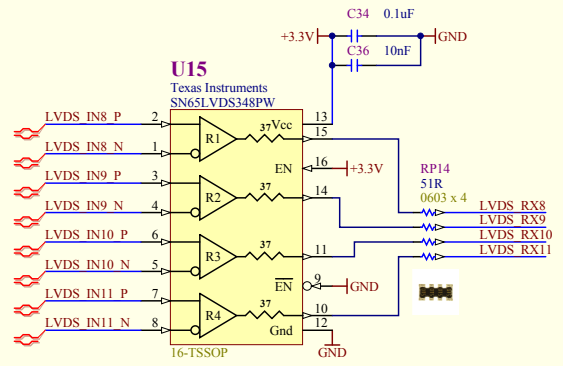 C34 0.1uF
+3.3V GND
C36 10nF
U15
Texas Instruments
SN65LVDS348PW
13
LVDS_IN8_P 2 37 Vcc 15
R1
LVDS_IN8_N 1 EN 16 +3.3V
RP14
LVDS_IN9_P 3 37 14 51R
R2 0603 x 4
LVDS_IN9_N 4 LVDS_RX8
LVDS_RX9
LVDS_IN10_P 6 37 11 LVDS_RX10
R3 LVDS_RX11
LVDS_IN10_N 5 EN 9 GND
LVDS_IN11_P 7 37 10
R4
LVDS_IN11_N 8 Gnd 12
16-TSSOP GND